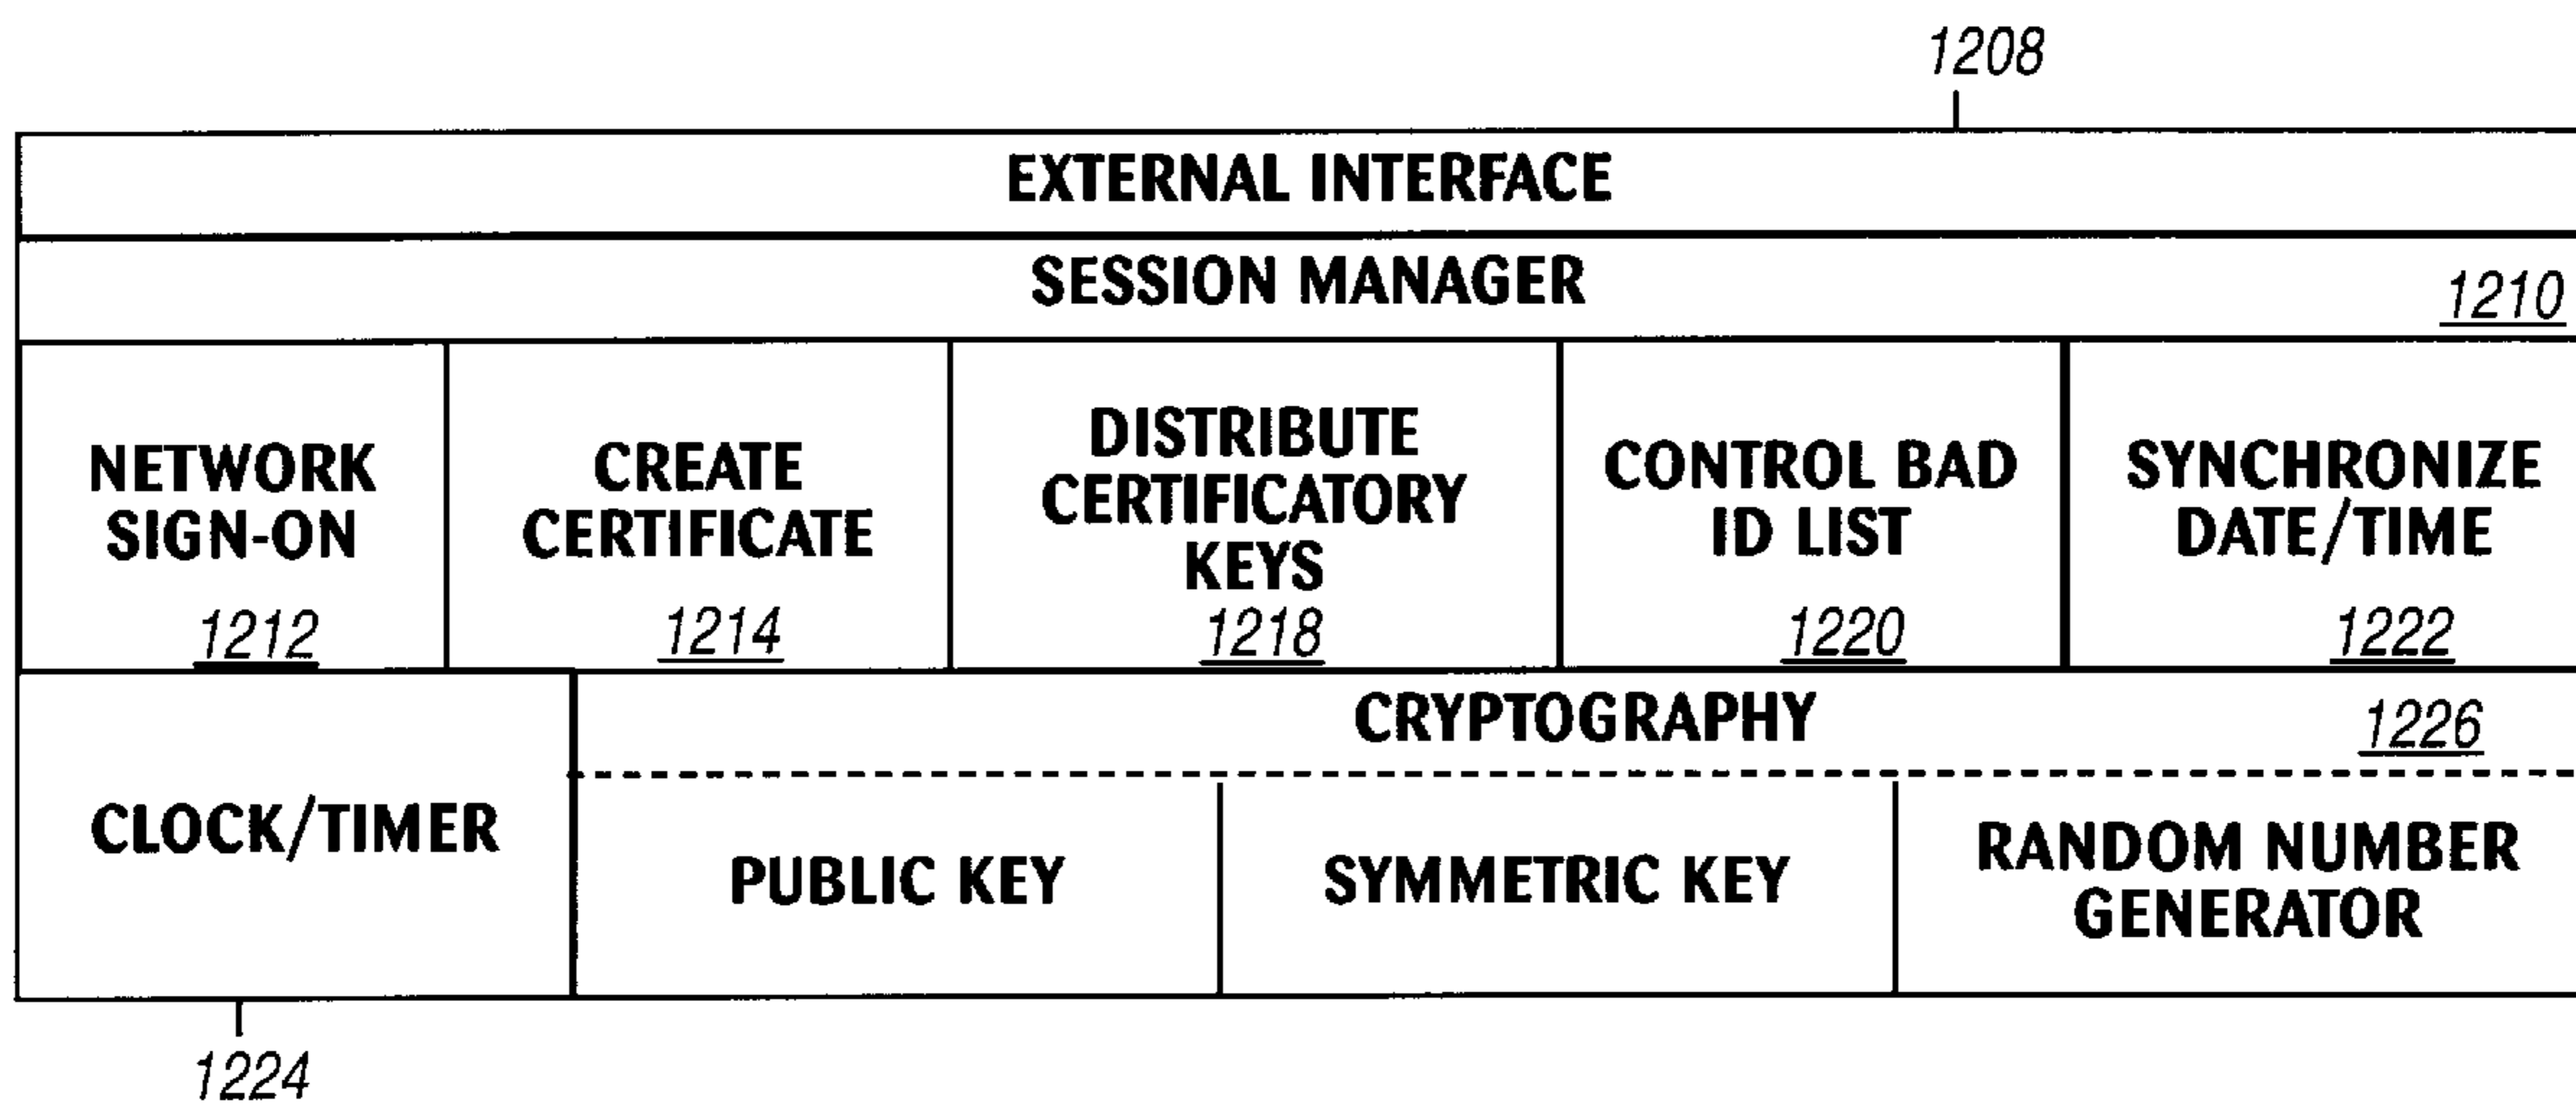 1208
EXTERNAL INTERFACE
SESSION MANAGER
1210
NETWORK
SIGN-ON
1212
CREATE
CERTIFICATE
1214
DISTRIBUTE
CERTIFICATORY
KEYS
1218
CONTROL BAD
ID LIST
1220
SYNCHRONIZE
DATE/TIME
1222
CLOCK/TIMER
CRYPTOGRAPHY
1226
PUBLIC KEY
SYMMETRIC KEY
RANDOM NUMBER
GENERATOR
1224